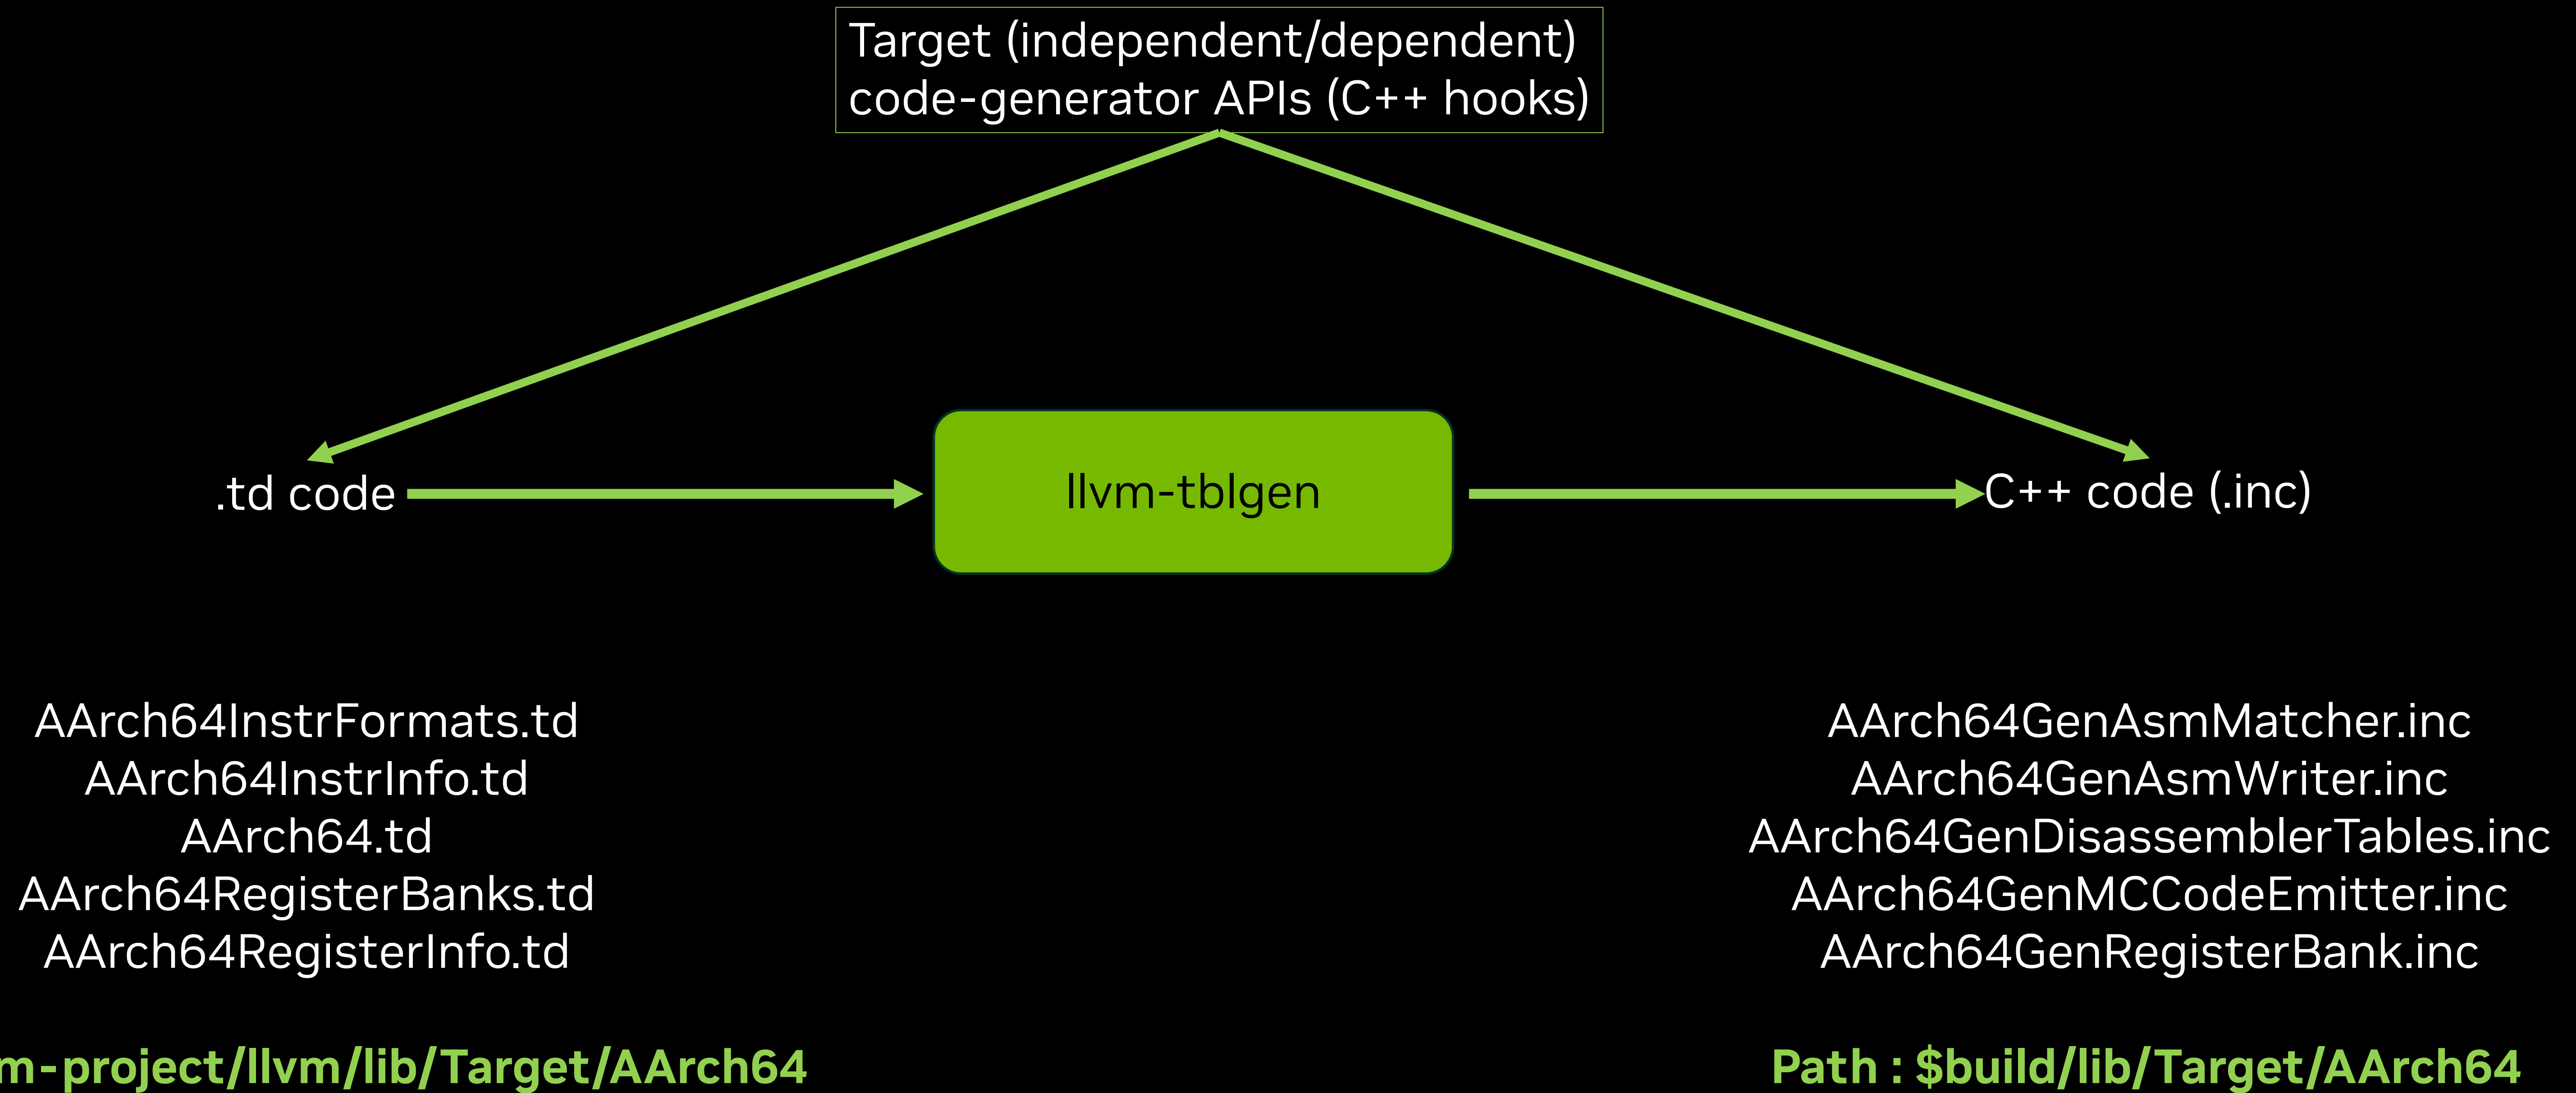 Target (independent/dependent)
code-generator APIs (C++ hooks)
.td code
llvm-tblgen
C++ code (.inc)
AArch64InstrFormats.td
AArch64InstrInfo.td
AArch64.td
AArch64RegisterBanks.td
AArch64RegisterInfo.td
m-project/llvm/lib/Target/AArch64
AArch64GenAsmMatcher.inc
AArch64GenAsmWriter.inc
AArch64GenDisassemblerTables.inc
AArch64GenMCCodeEmitter.inc
AArch64GenRegisterBank.inc
Path : $build/lib/Target/AArch64